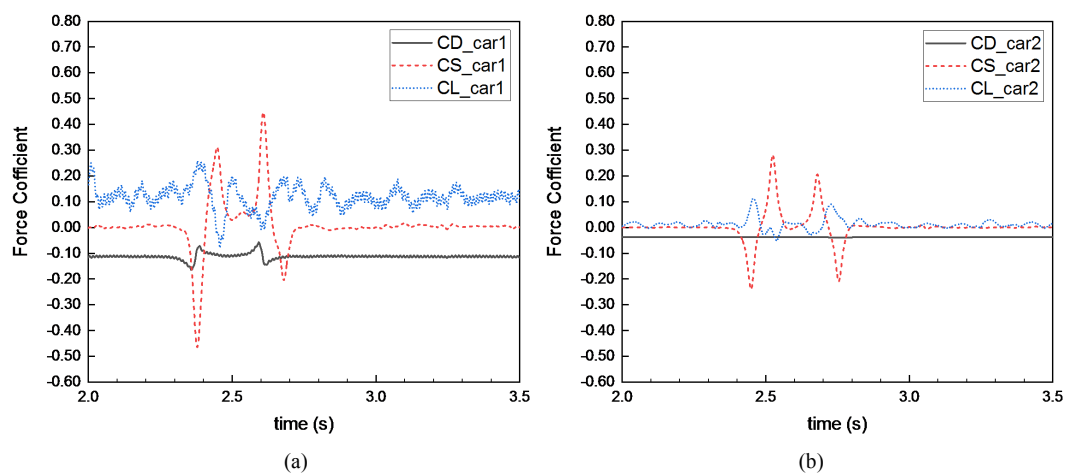 0.80
0.70
0.60
0.50
0.40
0.30
0.20
0.10
0.00
-0.10
-0.20
-0.30
-0.40
-0.50
-0.60
Force Cofficient
CD_car1
CS_car1
CL_car1
2.0 2.5 3.0 3.5
time (s)
(a)
0.80
0.70
0.60
0.50
0.40
0.30
0.20
0.10
0.00
-0.10
-0.20
-0.30
-0.40
-0.50
-0.60
Force Cofficient
CD_car2
CS_car2
CL_car2
2.0 2.5 3.0 3.5
time (s)
(b)